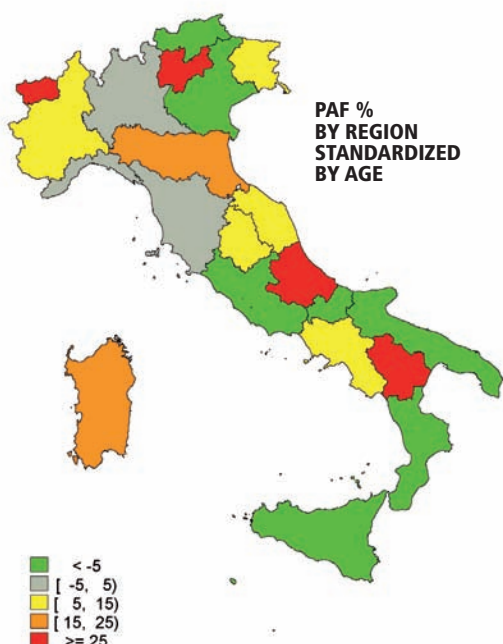 PAF %
BY REGION
STANDARDIZED
BY AGE
< -5
[ -5, 5)
[ 5, 15)
[ 15, 25)
>= 25